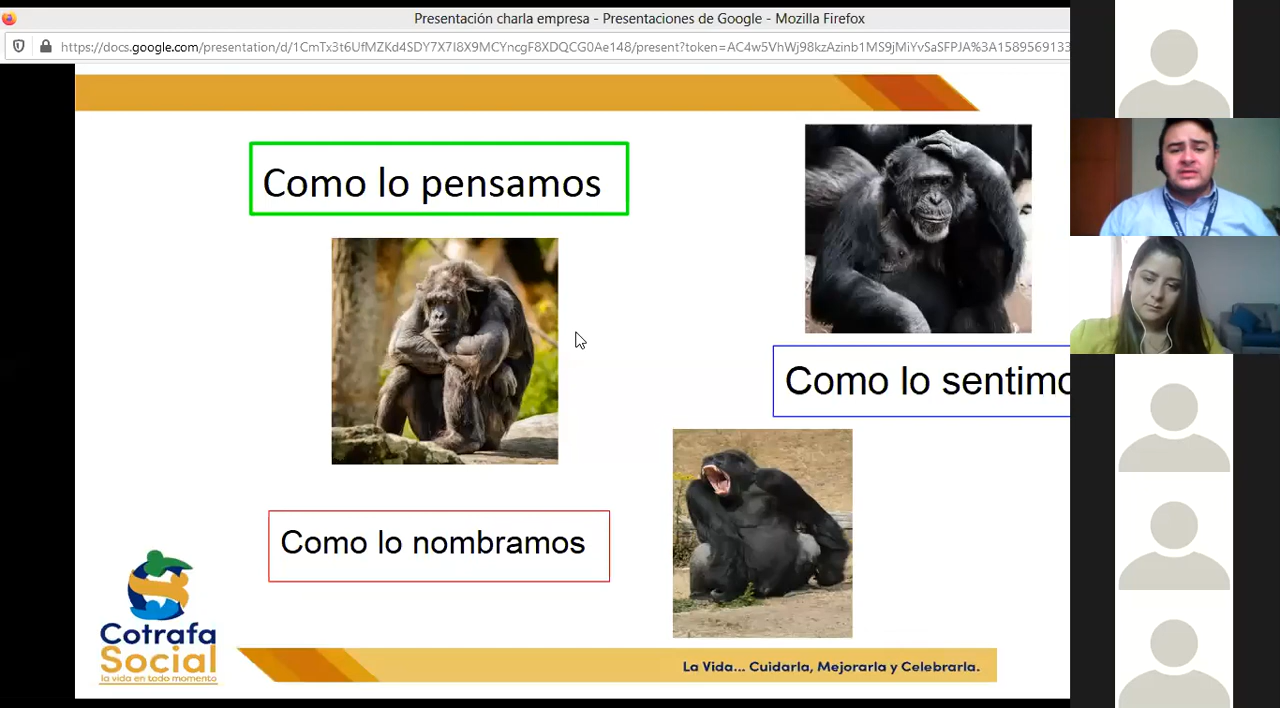 Presentación charla empresa - Presentaciones de Google - Mozilla Firefox
https://docs.google.com/presentation/d/1CmTx3t6UfMZKd4SDY7X7I8X9MCYncgF8XDQCG0Ae148/present?token=AC4w5VhWj98kzAzinb1MS9jMiYvSaSFPJA%3A1589569133
Como lo pensamos
Como lo sentimo
Como lo nombramos
Cotrafa
Social
la vida en todo momento
La Vida... Cuidarla, Mejorarla y Celebrarla.